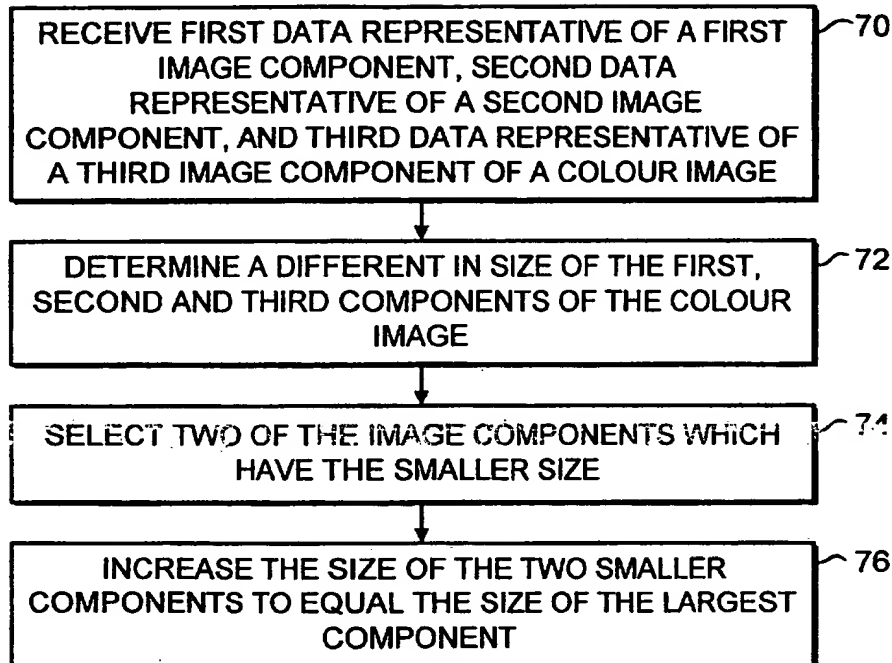 RECEIVE FIRST DATA REPRESENTATIVE OF A FIRST
IMAGE COMPONENT, SECOND DATA
REPRESENTATIVE OF A SECOND IMAGE
COMPONENT, AND THIRD DATA REPRESENTATIVE OF
A THIRD IMAGE COMPONENT OF A COLOUR IMAGE
70
DETERMINE A DIFFERENT IN SIZE OF THE FIRST,
SECOND AND THIRD COMPONENTS OF THE COLOUR
IMAGE
72
SELECT TWO OF THE IMAGE COMPONENTS WHICH
HAVE THE SMALLER SIZE
74
INCREASE THE SIZE OF THE TWO SMALLER
COMPONENTS TO EQUAL THE SIZE OF THE LARGEST
COMPONENT
76